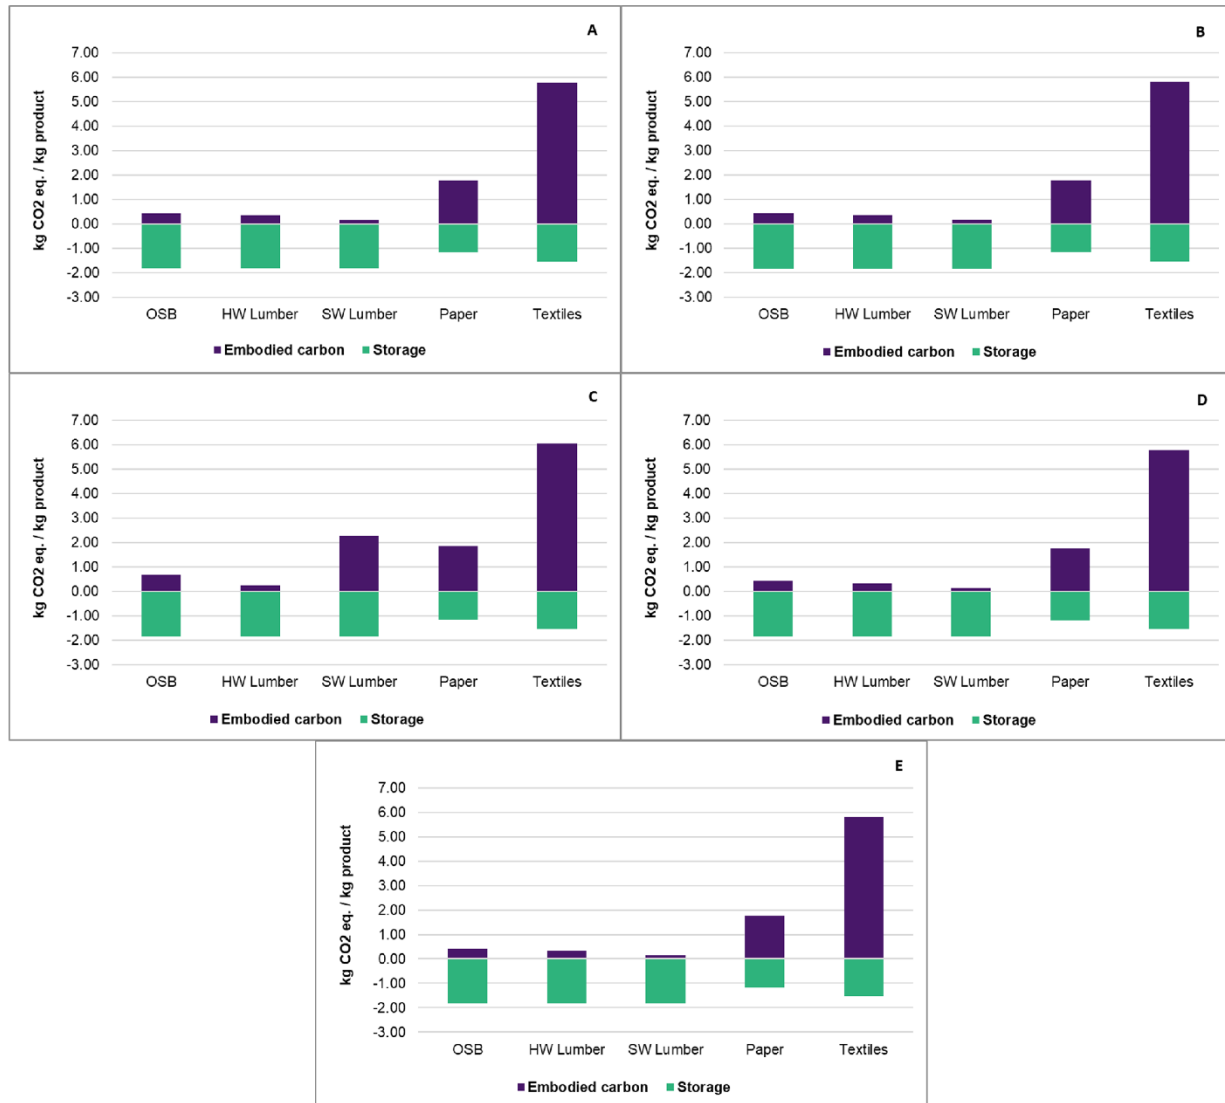 A
7.00
6.00
5.00
4.00
3.00
2.00
1.00
0.00
-1.00
-2.00
-3.00
kg CO2 eq. / kg product
OSB HW Lumber SW Lumber Paper Textiles
Embodied carbon Storage
B
7.00
6.00
5.00
4.00
3.00
2.00
1.00
0.00
-1.00
-2.00
-3.00
kg CO2 eq. / kg product
OSB HW Lumber SW Lumber Paper Textiles
Embodied carbon Storage
C
7.00
6.00
5.00
4.00
3.00
2.00
1.00
0.00
-1.00
-2.00
-3.00
kg CO2 eq. / kg product
OSB HW Lumber SW Lumber Paper Textiles
Embodied carbon Storage
D
7.00
6.00
5.00
4.00
3.00
2.00
1.00
0.00
-1.00
-2.00
-3.00
kg CO2 eq. / kg product
OSB HW Lumber SW Lumber Paper Textiles
Embodied carbon Storage
E
7.00
6.00
5.00
4.00
3.00
2.00
1.00
0.00
-1.00
-2.00
-3.00
kg CO2 eq. / kg product
OSB HW Lumber SW Lumber Paper Textiles
Embodied carbon Storage